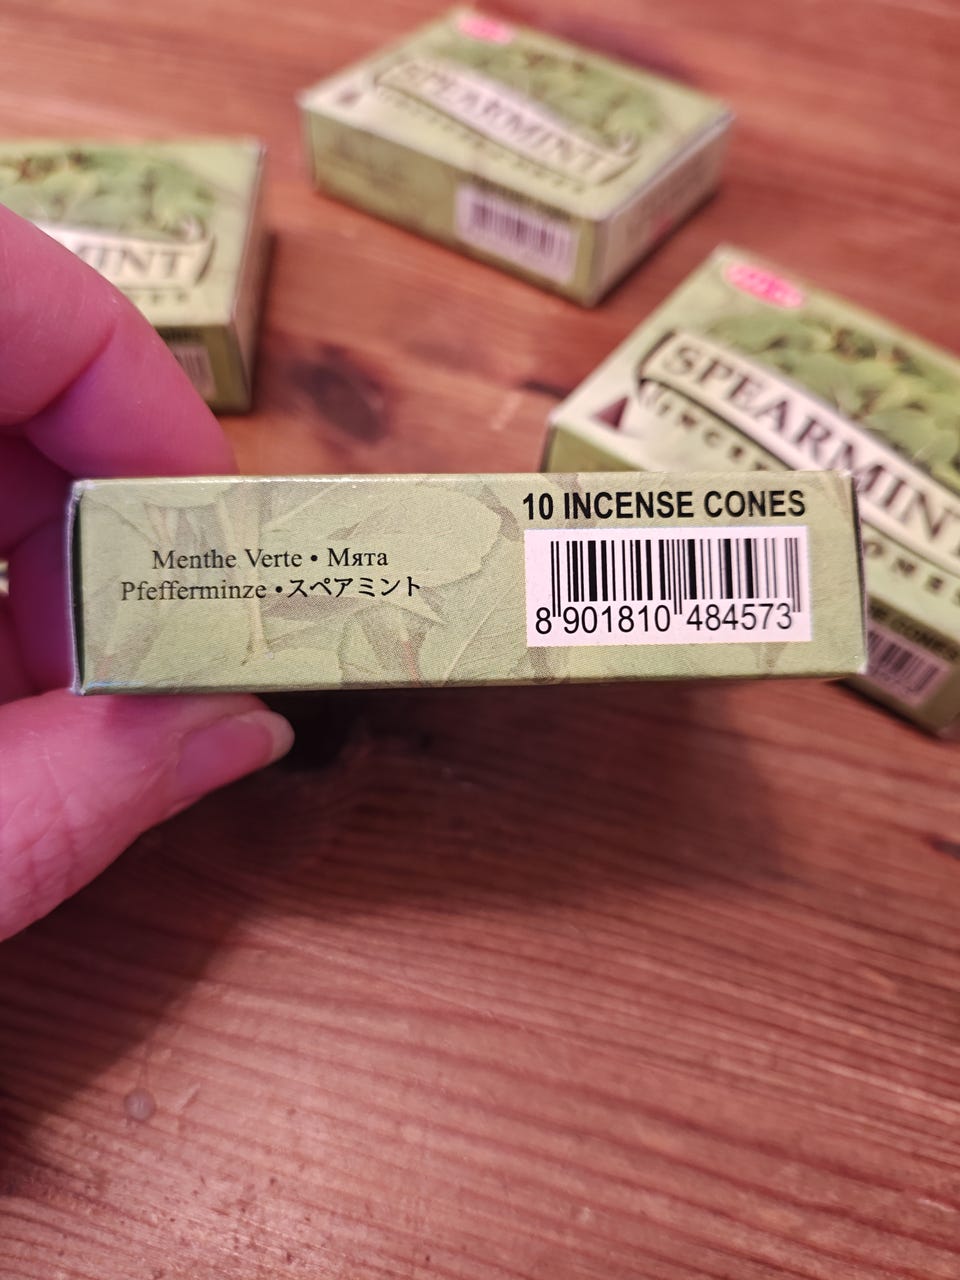 SPEARMINT
MINT
SPEARMINT
10 INCENSE CONES
Menthe Verte • Мята
Pfefferminze • スペアミント
8 901810 484573